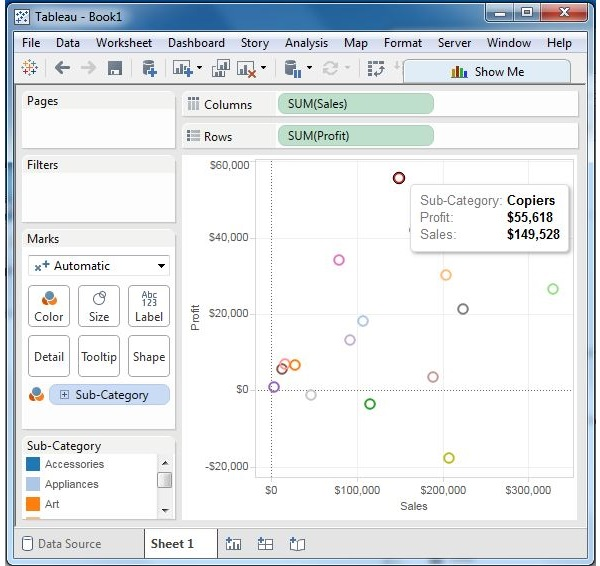 Tableau - Book1
File Data Worksheet Dashboard Story Analysis Map Format Server Window Help
Show Me
Pages
Columns SUM(Sales)
Rows SUM(Profit)
Filters
Marks
Automatic
Abc
123
Color Size Label
Detail Tooltip Shape
Sub-Category
Sub-Category
Accessories
Appliances
Art
$60,000
$40,000
$20,000
$0
-$20,000
Profit
Sub-Category: Copiers
Profit: $55,618
Sales: $149,528
$0 $100,000 $200,000 $300,000
Sales
Data Source Sheet 1